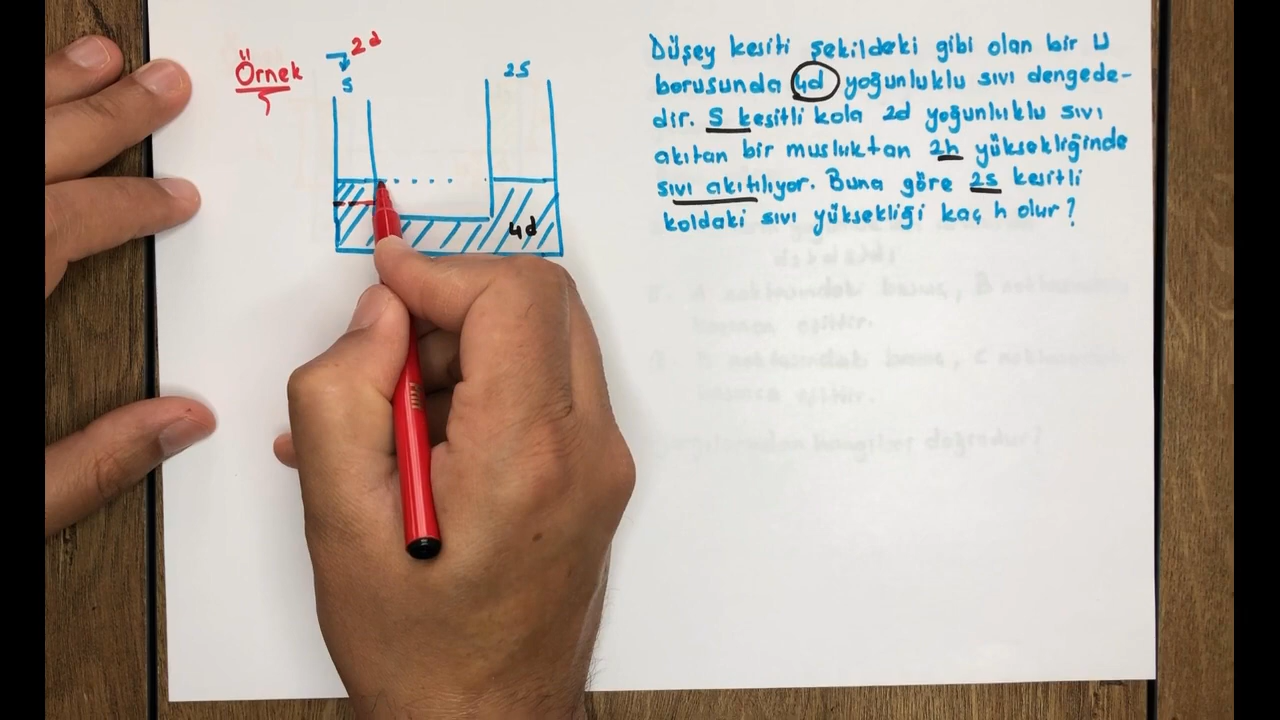 Örnek
2d
S
2S
4d
Düşey kesiti şekildeki gibi olan bir U
borusunda 4d yoğunluklu sıvı dengede-
dir. S kesitli kola 2d yoğunluklu sıvı
akıtan bir musluktan 2h yüksekliğinde
sıvı akıtılıyor. Buna göre 2s kesitli
koldaki sıvı yüksekliği kaç h olur?